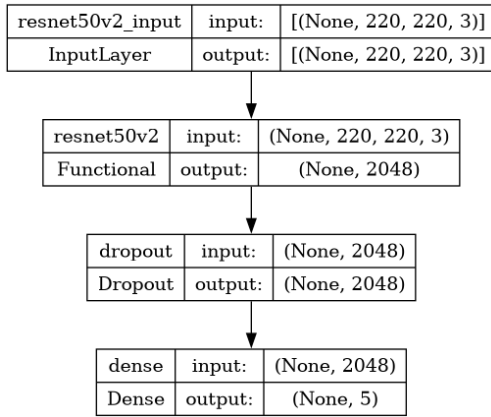 resnet50v2_input input: [(None, 220, 220, 3)]
InputLayer output: [(None, 220, 220, 3)]
resnet50v2 input: (None, 220, 220, 3)
Functional output: (None, 2048)
dropout input: (None, 2048)
Dropout output: (None, 2048)
dense input: (None, 2048)
Dense output: (None, 5)